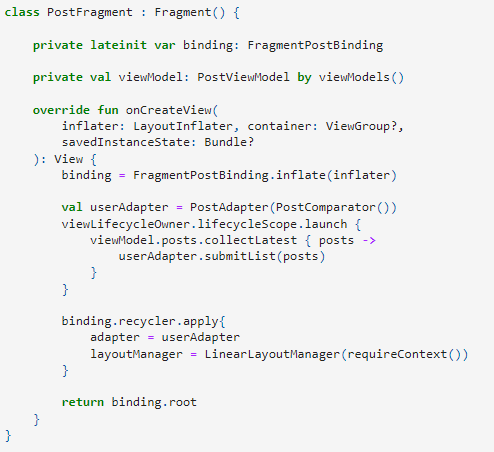 class PostFragment : Fragment() {

    private lateinit var binding: FragmentPostBinding

    private val viewModel: PostViewModel by viewModels()

    override fun onCreateView(
        inflater: LayoutInflater, container: ViewGroup?,
        savedInstanceState: Bundle?
    ): View {
        binding = FragmentPostBinding.inflate(inflater)

        val userAdapter = PostAdapter(PostComparator())
        viewLifecycleOwner.lifecycleScope.launch {
            viewModel.posts.collectLatest { posts ->
                userAdapter.submitList(posts)
            }
        }

        binding.recycler.apply{
            adapter = userAdapter
            layoutManager = LinearLayoutManager(requireContext())
        }

        return binding.root
    }
}